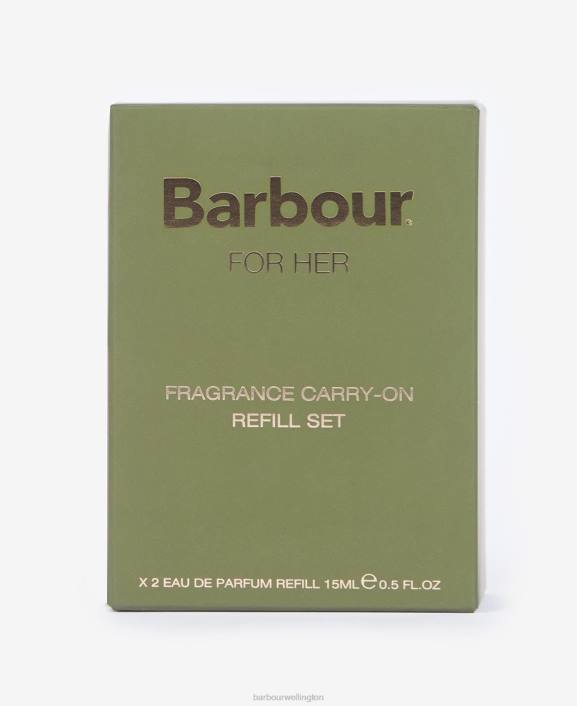 Barbour®
FOR HER
FRAGRANCE CARRY-ON
REFILL SET
X 2 EAU DE PARFUM REFILL 15ML ℮ 0.5 FL.OZ
barbourwellington